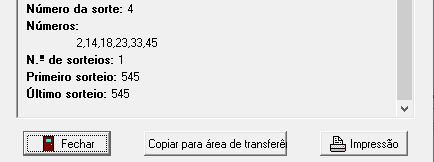 Número da sorte: 4
Números:
2,14,18,23,33,45
N.º de sorteios: 1
Primeiro sorteio: 545
Último sorteio: 545
Fechar
Copiar para área de transferê
Impressão